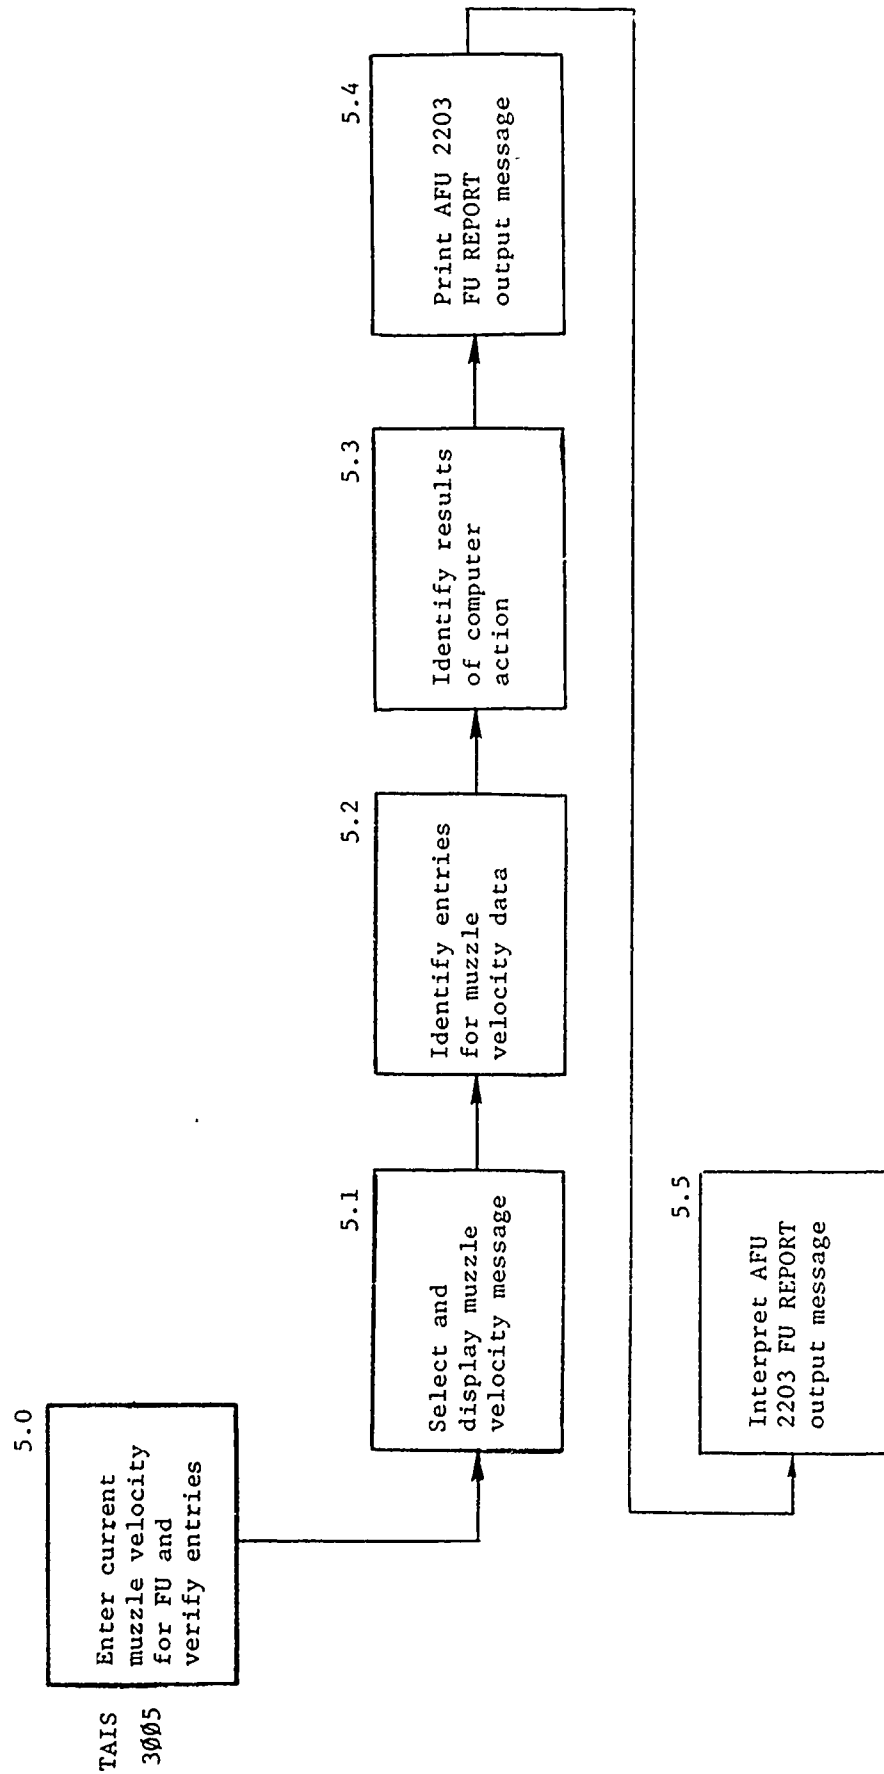 TAIS
3ØØ5
5.0
Enter current
muzzle velocity
for FU and
verify entries
5.1
Select and
display muzzle
velocity message
5.2
Identify entries
for muzzle
velocity data
5.3
Identify results
of computer
action
5.4
Print AFU 2203
FU REPORT
output message
5.5
Interpret AFU
2203 FU REPORT
output message